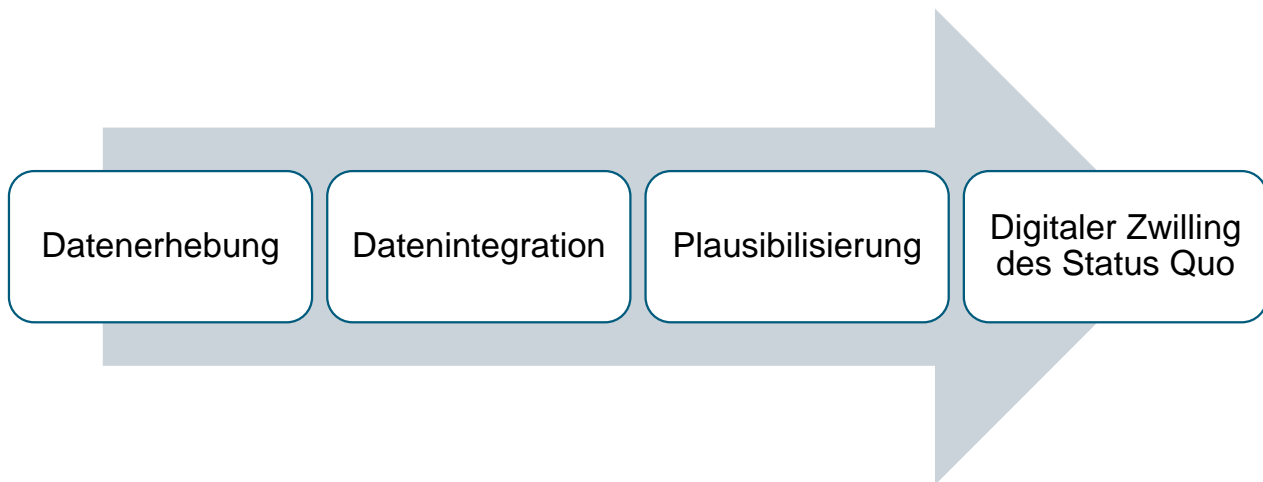 Datenerhebung
Datenintegration
Plausibilisierung
Digitaler Zwilling
des Status Quo